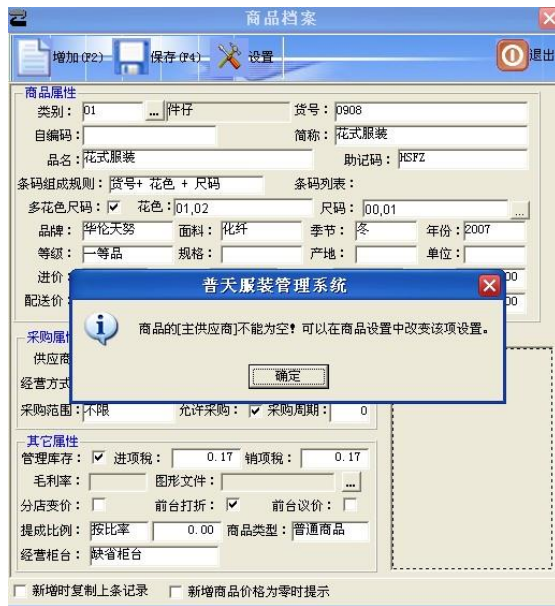 商品档案
增加(F2) 保存(F4) 设置 退出
商品属性
类别： 01 ... 件仔 货号： 0908
自编码： 简称： 花式服装
品名： 花式服装 助记码： HSFZ
条码组成规则： 货号+ 花色 + 尺码 条码列表：
多花色尺码： 花色： 01,02 尺码： 00,01 ...
品牌： 华伦天努 面料： 化纤 季节： 冬 年份： 2007
等级： 一等品 规格： 产地： 单位：
进价： 00
普天服装管理系统
配送价： 00
商品的[主供应商]不能为空! 可以在商品设置中改变该项设置。
确定
采购属
供应商
经营方式
采购范围： 不限 允许采购： 采购周期： 0
其它属性
管理库存： 进项税： 0.17 销项税： 0.17
毛利率： 图形文件： ...
分店变价： 前台打折： 前台议价：
提成比例： 按比率 0.00 商品类型： 普通商品
经营柜台： 缺省柜台
新增时复制上条记录 新增商品价格为零时提示